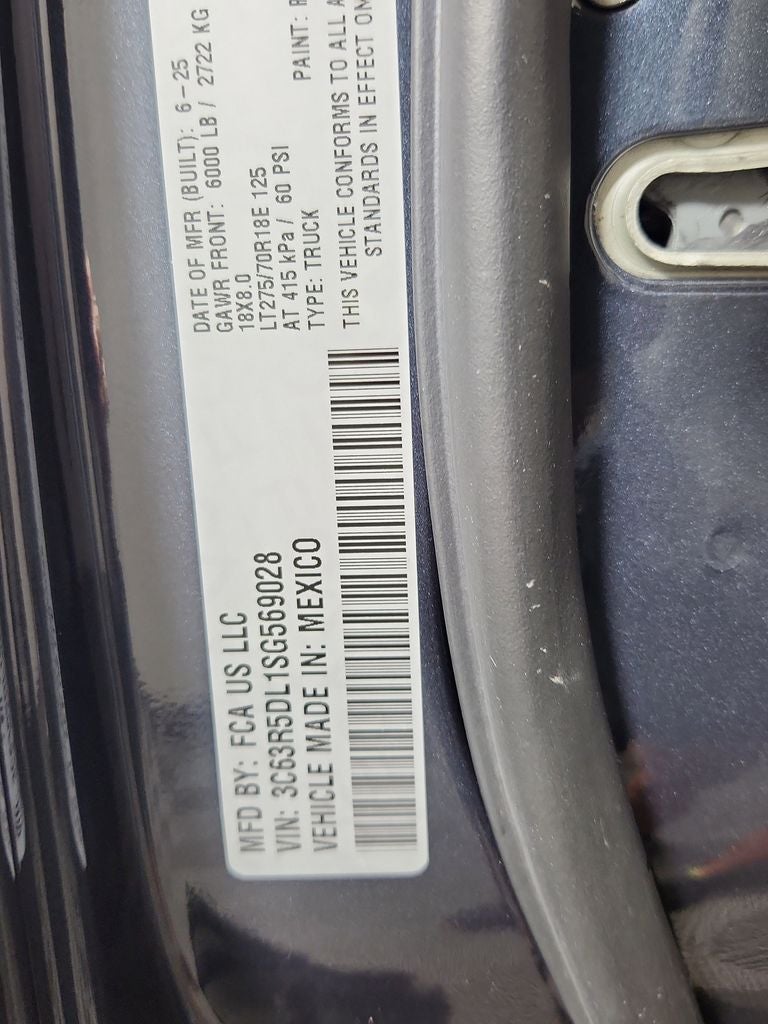 MFD BY: FCA US LLC
VIN: 3C63R5DL1SG569028
VEHICLE MADE IN: MEXICO
DATE OF MFR (BUILT): 6-25
GAWR FRONT: 6000 LB / 2722 KG
18X8.0
LT275/70R18E 125
AT 415 kPa / 60 PSI
TYPE: TRUCK
PAINT:
THIS VEHICLE CONFORMS TO ALL
STANDARDS IN EFFECT